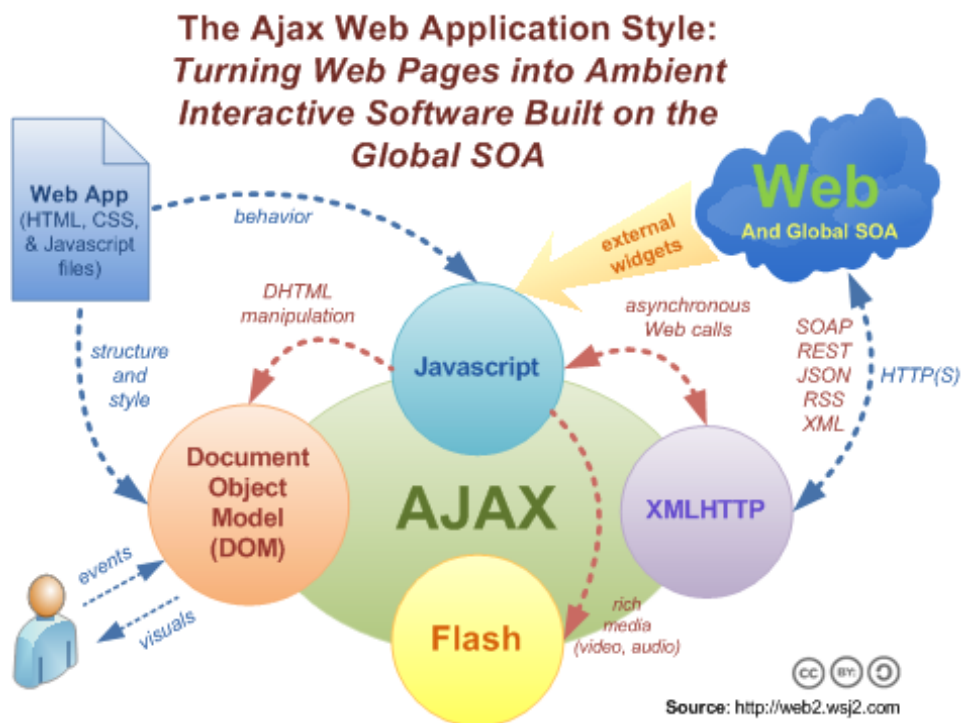 The Ajax Web Application Style:
Turning Web Pages into Ambient
Interactive Software Built on the
Global SOA
Web App
(HTML, CSS,
& Javascript
files)
behavior
external
widgets
Web
And Global SOA
DHTML
manipulation
asynchronous
Web calls
structure
and
style
Javascript
SOAP
REST
JSON
RSS
XML
HTTP(S)
Document
Object
Model
(DOM)
AJAX
XMLHTTP
events
visuals
Flash
rich
media
(video, audio)
cc
BY:
Source: http://web2.wsj2.com